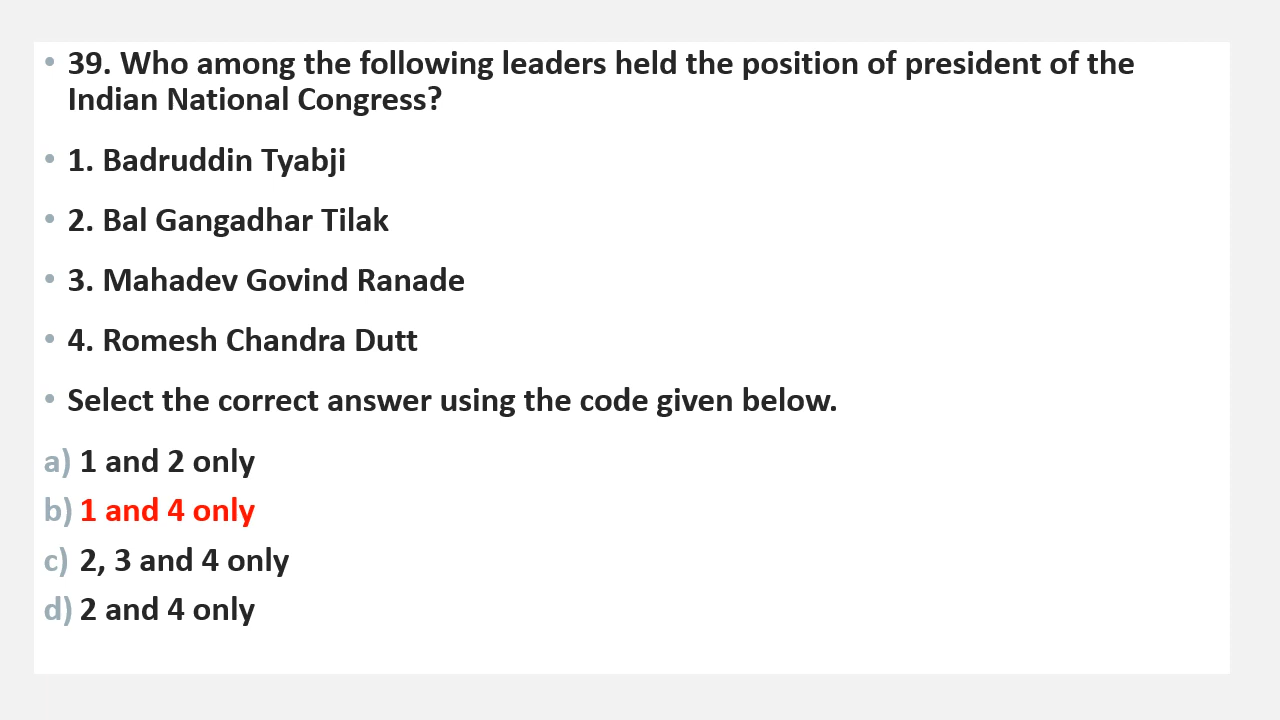 • 39. Who among the following leaders held the position of president of the
Indian National Congress?
• 1. Badruddin Tyabji
• 2. Bal Gangadhar Tilak
• 3. Mahadev Govind Ranade
• 4. Romesh Chandra Dutt
• Select the correct answer using the code given below.
a) 1 and 2 only
b) 1 and 4 only
c) 2, 3 and 4 only
d) 2 and 4 only